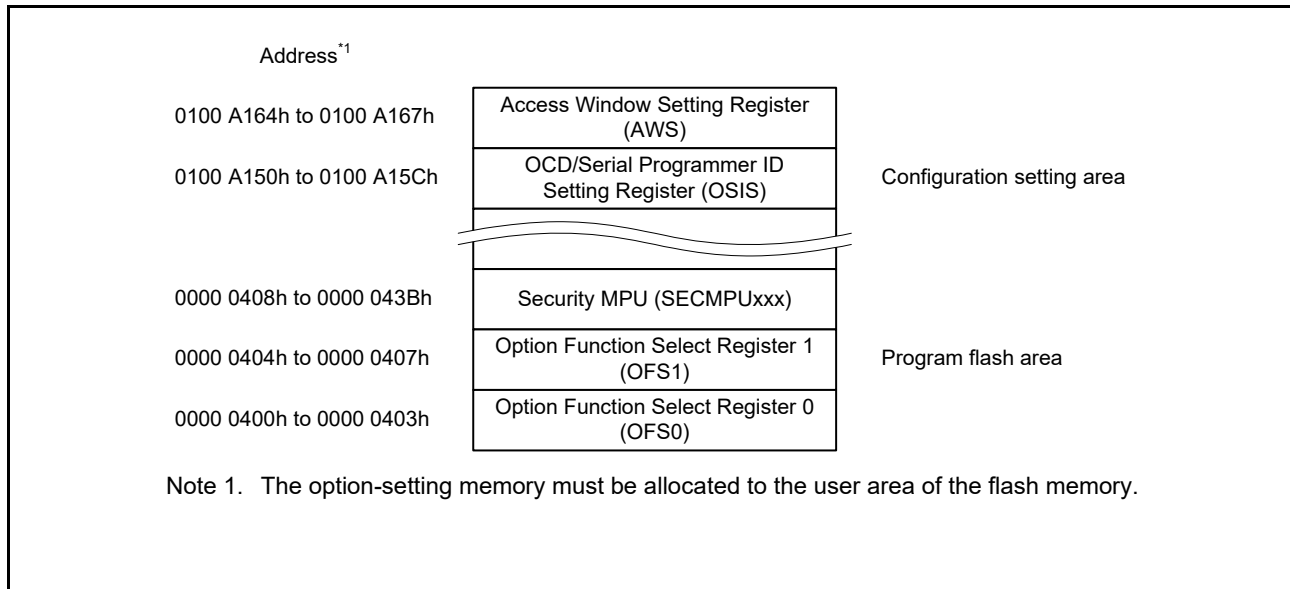 Address*1
0100 A164h to 0100 A167h
Access Window Setting Register
(AWS)
0100 A150h to 0100 A15Ch
OCD/Serial Programmer ID
Setting Register (OSIS)
Configuration setting area
0000 0408h to 0000 043Bh
Security MPU (SECMPUxxx)
0000 0404h to 0000 0407h
Option Function Select Register 1
(OFS1)
Program flash area
0000 0400h to 0000 0403h
Option Function Select Register 0
(OFS0)
Note 1. The option-setting memory must be allocated to the user area of the flash memory.